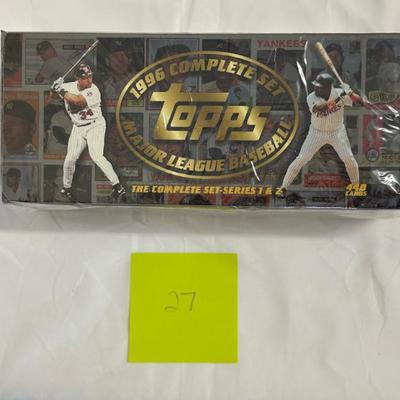 YANKEES
1996 COMPLETE SET
TOPPS
MAJOR LEAGUE BASEBALL
THE COMPLETE SET-SERIES 1 & 2
440
CARDS
27